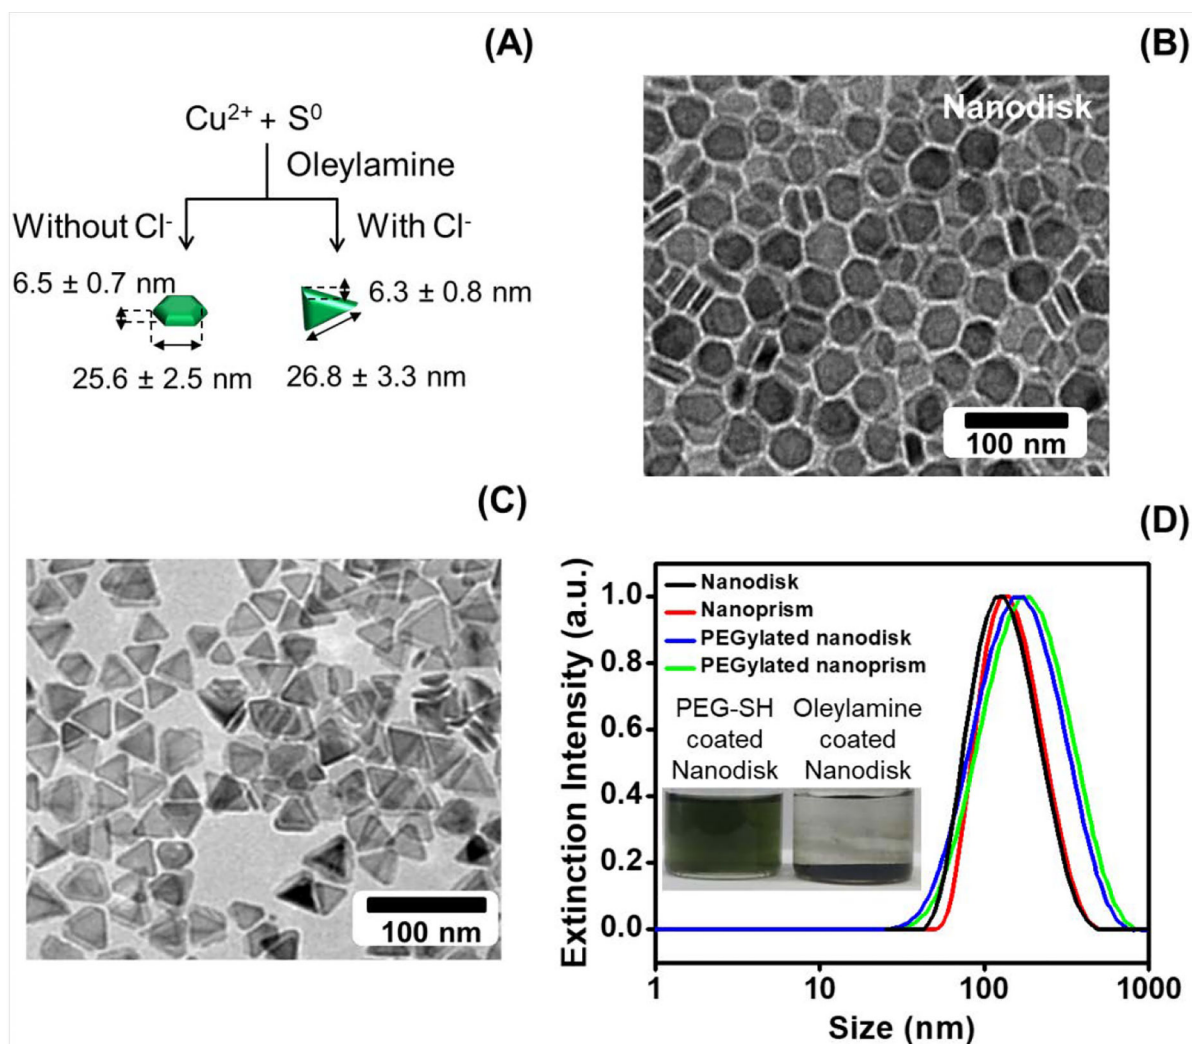 (A)
Cu²⁺ + S⁰
Oleylamine
Without Cl⁻
With Cl⁻
6.5 ± 0.7 nm
6.3 ± 0.8 nm
25.6 ± 2.5 nm
26.8 ± 3.3 nm
(B)
Nanodisk
100 nm
(C)
100 nm
(D)
Nanodisk
Nanoprism
PEGylated nanodisk
PEGylated nanoprism
PEG-SH
coated
Nanodisk
Oleylamine
coated
Nanodisk
Extinction Intensity (a.u.)
1.0
0.8
0.6
0.4
0.2
0.0
1
10
100
1000
Size (nm)